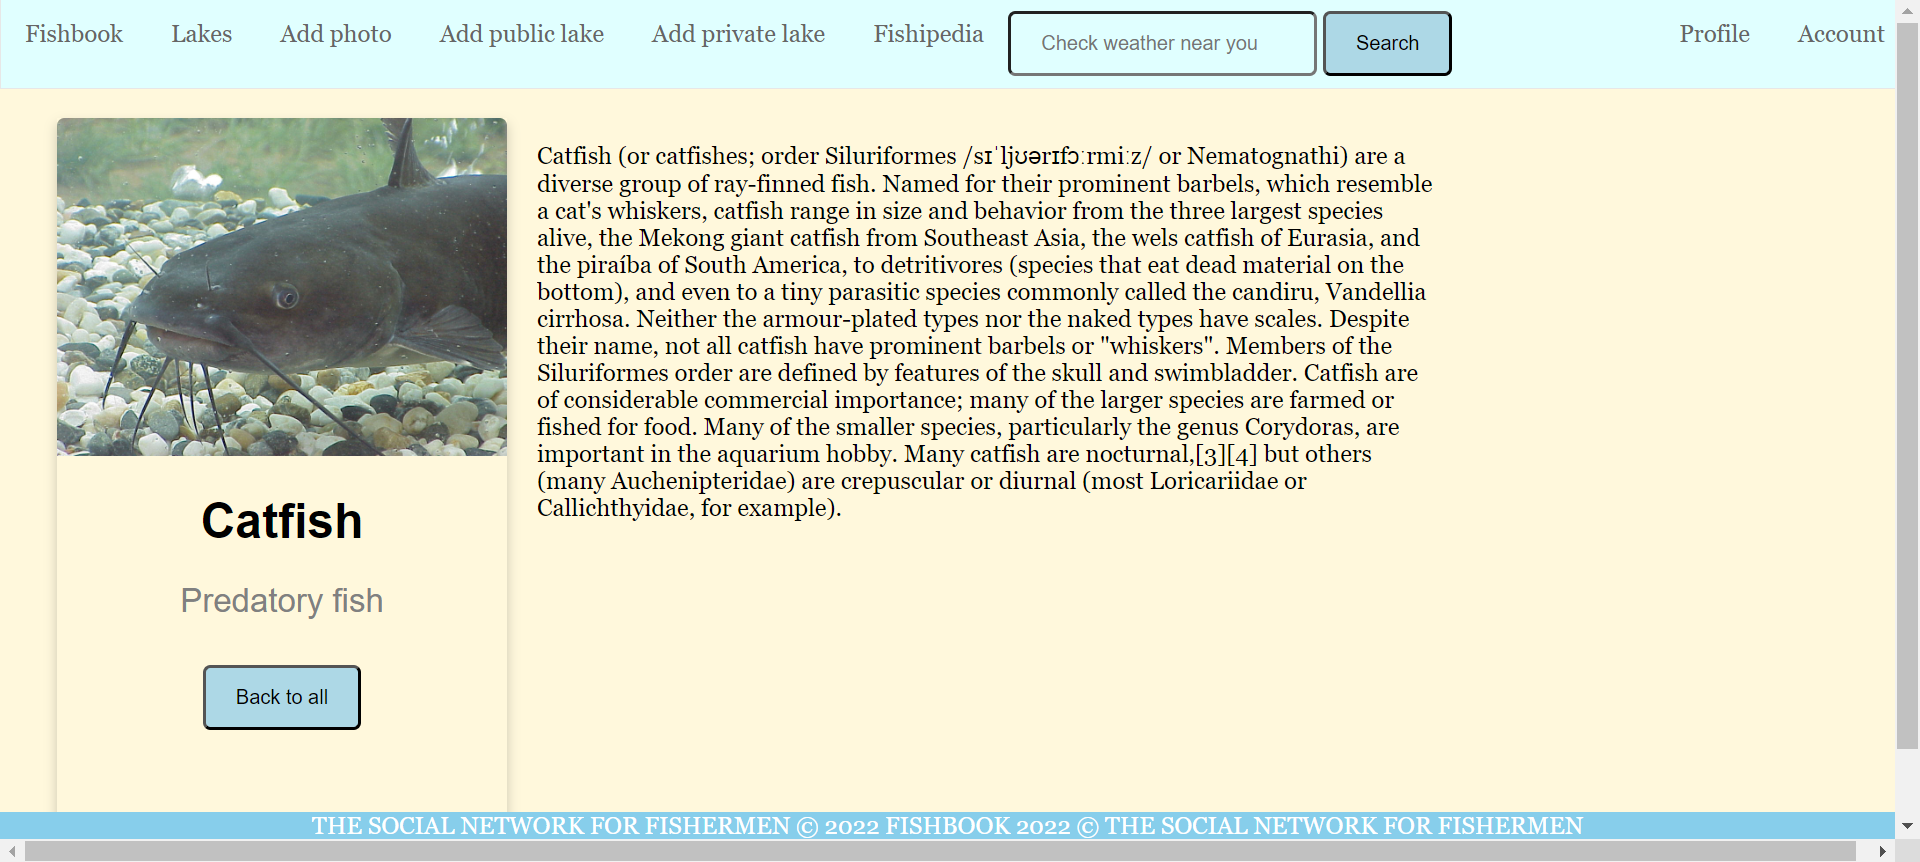 Fishbook Lakes Add photo Add public lake Add private lake Fishipedia Check weather near you Search Profile Account
Catfish (or catfishes; order Siluriformes /sɪˈljʊərɪfɔːrmiːz/ or Nematognathi) are a
diverse group of ray-finned fish. Named for their prominent barbels, which resemble
a cat's whiskers, catfish range in size and behavior from the three largest species
alive, the Mekong giant catfish from Southeast Asia, the wels catfish of Eurasia, and
the piraíba of South America, to detritivores (species that eat dead material on the
bottom), and even to a tiny parasitic species commonly called the candiru, Vandellia
cirrhosa. Neither the armour-plated types nor the naked types have scales. Despite
their name, not all catfish have prominent barbels or "whiskers". Members of the
Siluriformes order are defined by features of the skull and swimbladder. Catfish are
of considerable commercial importance; many of the larger species are farmed or
fished for food. Many of the smaller species, particularly the genus Corydoras, are
important in the aquarium hobby. Many catfish are nocturnal,[3][4] but others
(many Auchenipteridae) are crepuscular or diurnal (most Loricariidae or
Callichthyidae, for example).
Catfish
Predatory fish
Back to all
THE SOCIAL NETWORK FOR FISHERMEN © 2022 FISHBOOK 2022 © THE SOCIAL NETWORK FOR FISHERMEN